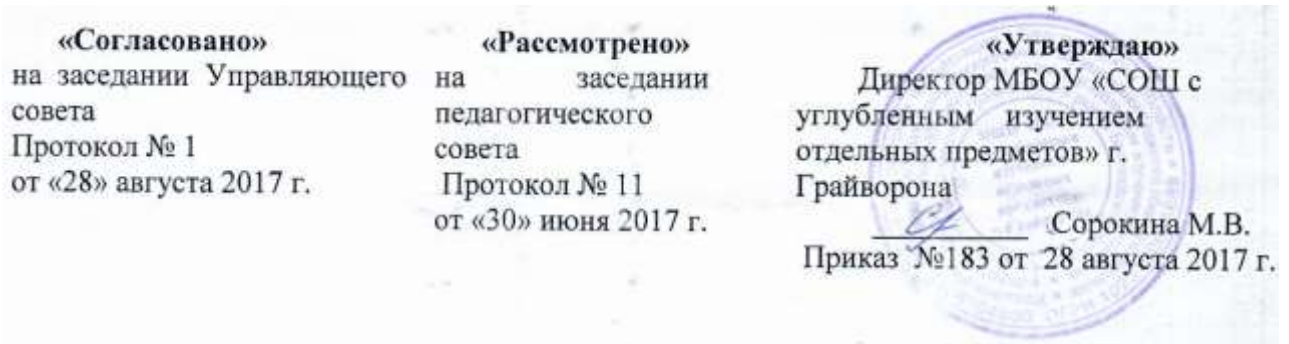 «Согласовано»
на заседании Управляющего
совета
Протокол № 1
от «28» августа 2017 г.
«Рассмотрено»
на заседании
педагогического
совета
Протокол № 11
от «30» июня 2017 г.
«Утверждаю»
Директор МБОУ «СОШ с
углубленным изучением
отдельных предметов» г.
Грайворона
Сорокина М.В.
Приказ №183 от 28 августа 2017 г.